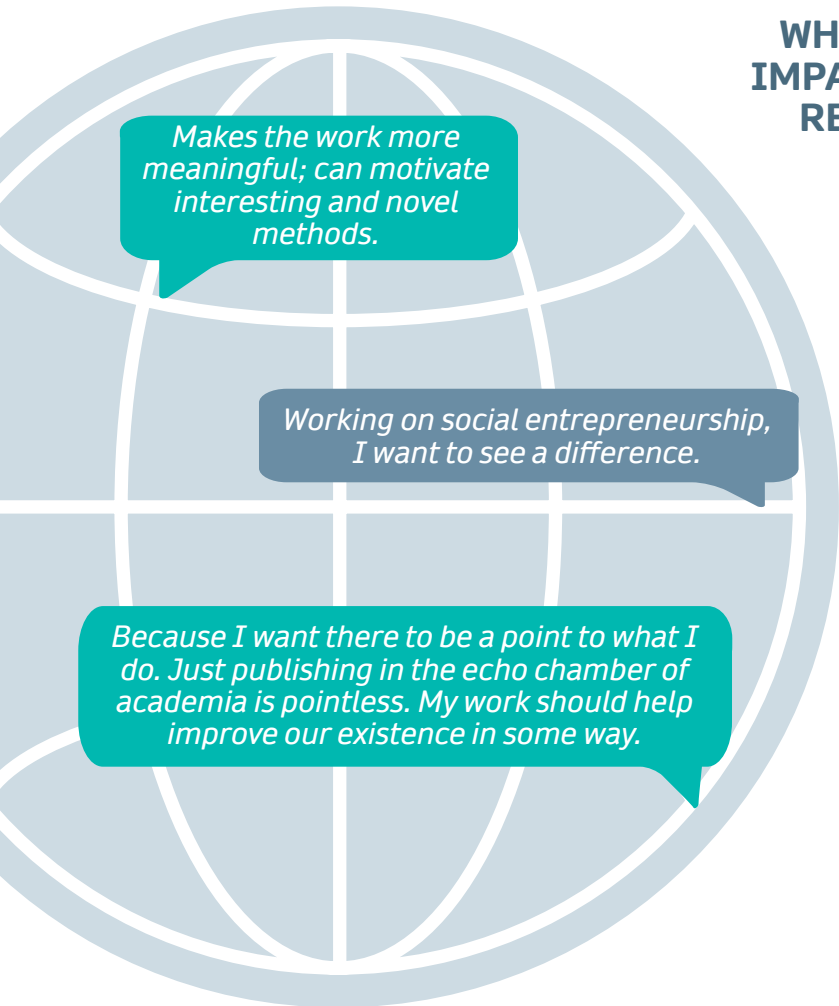 WH
IMPA
RE
Makes the work more
meaningful; can motivate
interesting and novel
methods.
Working on social entrepreneurship,
I want to see a difference.
Because I want there to be a point to what I
do. Just publishing in the echo chamber of
academia is pointless. My work should help
improve our existence in some way.